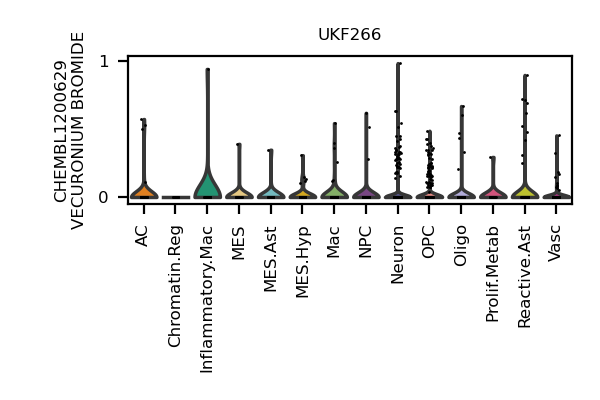 UKF266
CHEMBL1200629
VECURONIUM BROMIDE
1
0
AC
Chromatin.Reg
Inflammatory.Mac
MES
MES.Ast
MES.Hyp
Mac
NPC
Neuron
OPC
Oligo
Prolif.Metab
Reactive.Ast
Vasc